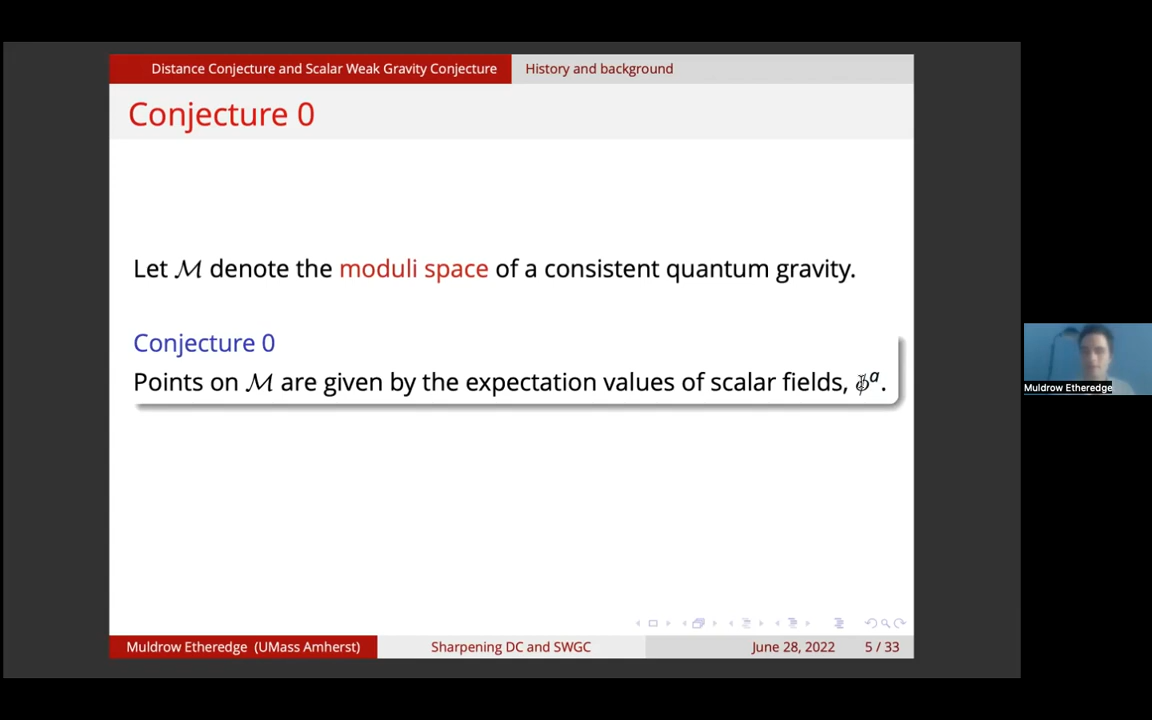 Distance Conjecture and Scalar Weak Gravity Conjecture History and background
Conjecture 0
Let ℳ denote the moduli space of a consistent quantum gravity.
Conjecture 0
Points on ℳ are given by the expectation values of scalar fields, ϕᵃ.
Muldrow Etheredge
Muldrow Etheredge (UMass Amherst) Sharpening DC and SWGC June 28, 2022 5 / 33